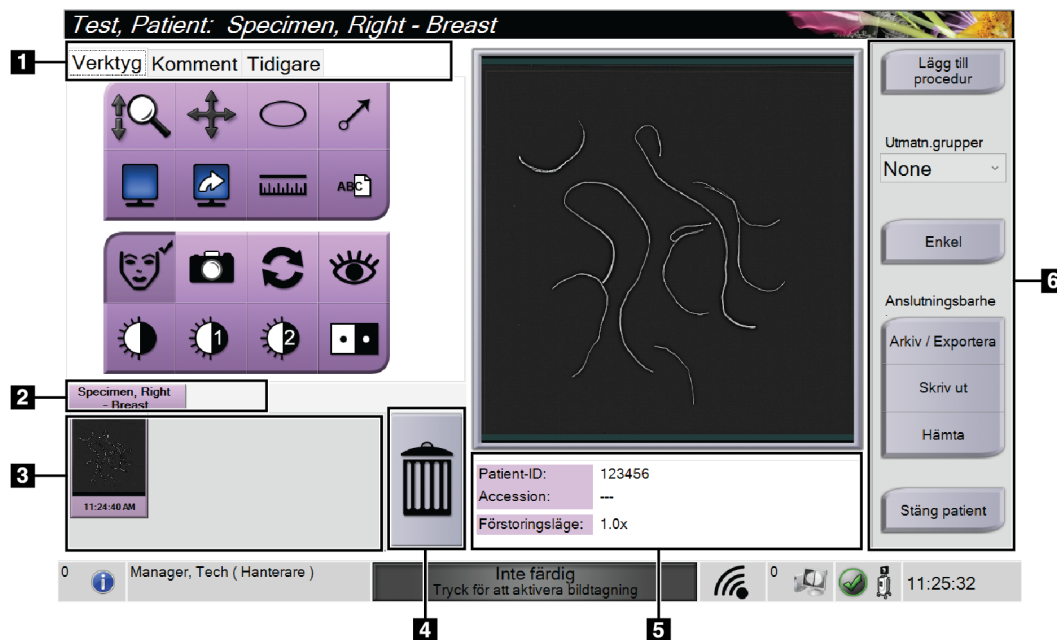 Test, Patient: Specimen, Right - Breast
1
Verktyg Komment Tidigare
ABC
1
2
2
Specimen, Right
- Breast
3
11:24:40 AM
4
Patient-ID: 123456
Accession: ---
Förstoringsläge: 1.0x
5
Lägg till
procedur
Utmatn.grupper
None
Enkel
6
Anslutningsbarhe
Arkiv / Exportera
Skriv ut
Hämta
Stäng patient
0
Manager, Tech ( Hanterare )
Inte färdig
Tryck för att aktivera bildtagning
0
11:25:32